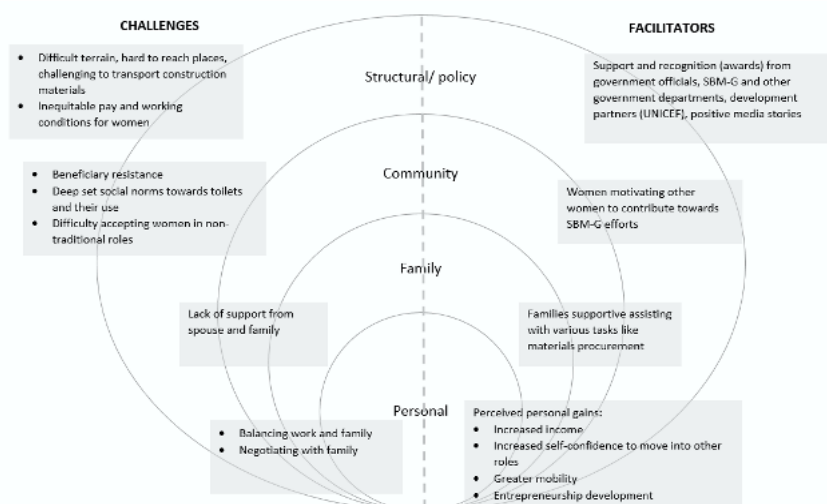 CHALLENGES
FACILITATORS
• Difficult terrain, hard to reach places,
challenging to transport construction
materials
• Inequitable pay and working
conditions for women
Structural/ policy
Support and recognition (awards) from
government officials, SBM-G and other
government departments, development
partners (UNICEF), positive media stories
• Beneficiary resistance
• Deep set social norms towards toilets
and their use
• Difficulty accepting women in non-
traditional roles
Community
Women motivating other
women to contribute towards
SBM-G efforts
Family
Lack of support from
spouse and family
Families supportive assisting
with various tasks like
materials procurement
Personal
• Balancing work and family
• Negotiating with family
Perceived personal gains:
• Increased income
• Increased self-confidence to move into other
roles
• Greater mobility
• Entrepreneurship development